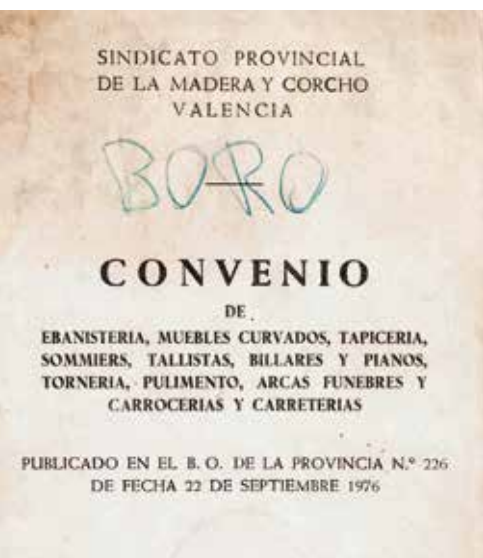 SINDICATO PROVINCIAL
DE LA MADERA Y CORCHO
VALENCIA
BORO
CONVENIO
DE
EBANISTERIA, MUEBLES CURVADOS, TAPICERIA,
SOMMIERS, TALLISTAS, BILLARES Y PIANOS,
TORNERIA, PULIMENTO, ARCAS FUNEBRES Y
CARROCERIAS Y CARRETERIAS
PUBLICADO EN EL B. O. DE LA PROVINCIA N.º 226
DE FECHA 22 DE SEPTIEMBRE 1976